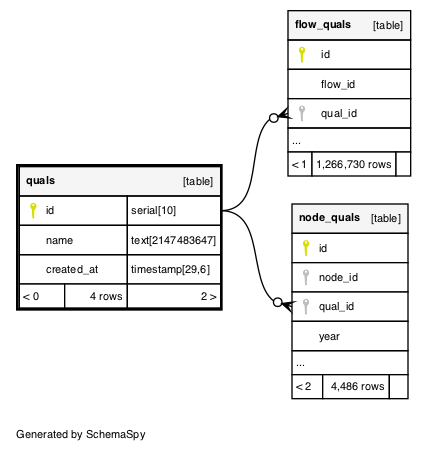 flow_quals [table]
id
flow_id
qual_id
...
< 1 1,266,730 rows
quals [table]
id serial[10]
name text[2147483647]
created_at timestamp[29,6]
< 0 4 rows 2 >
node_quals [table]
id
node_id
qual_id
year
...
< 2 4,486 rows
Generated by SchemaSpy